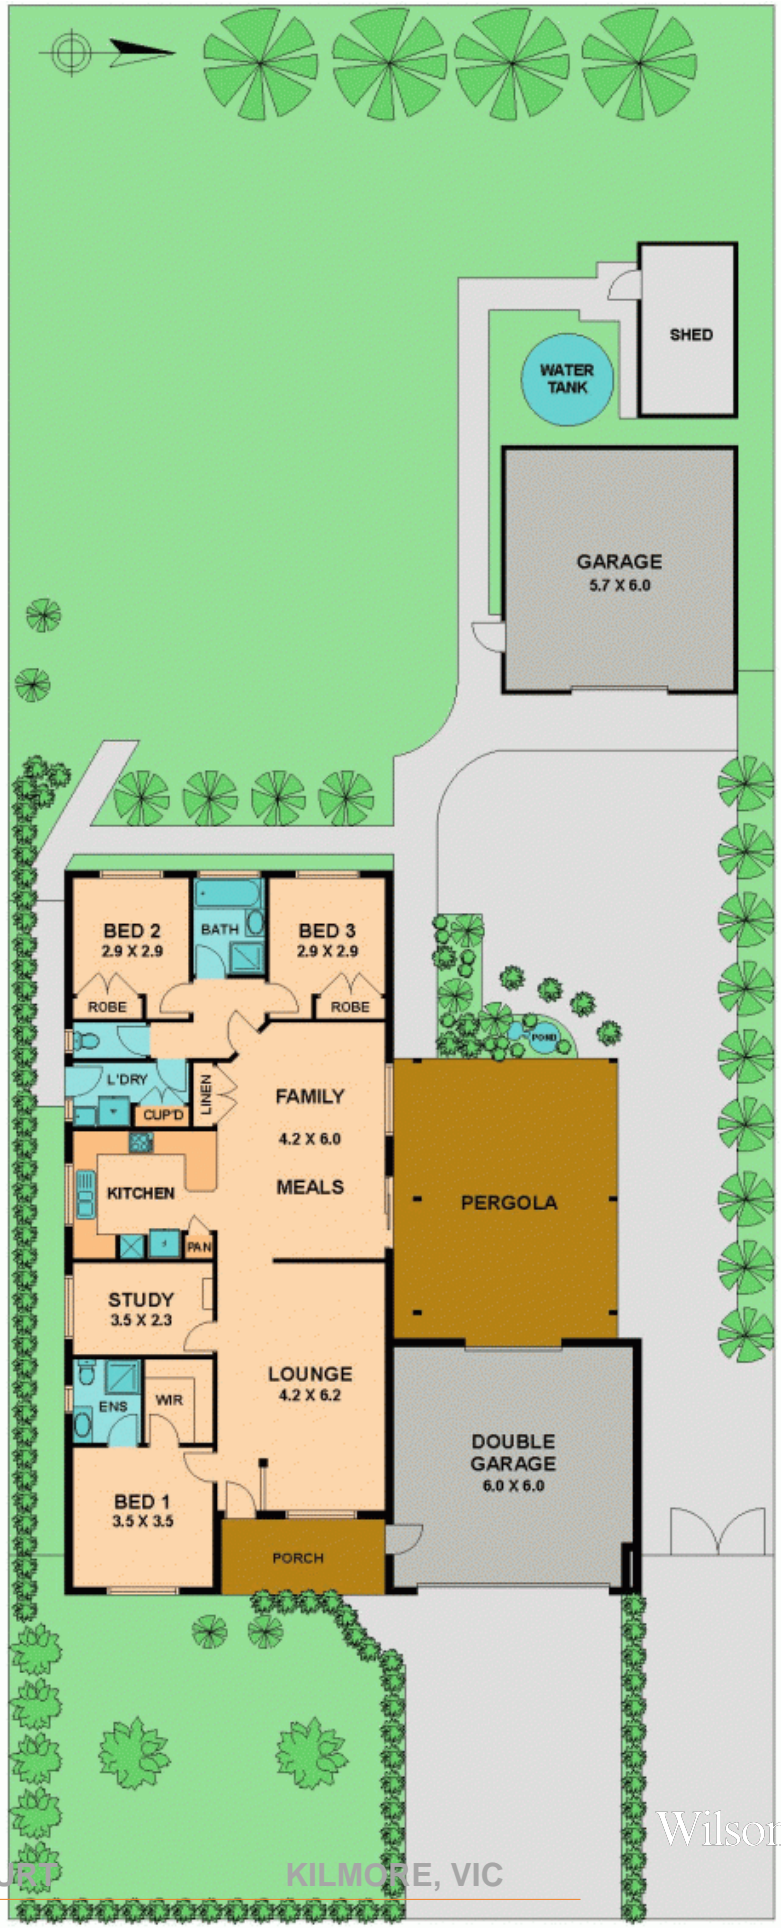 SHED
WATER
TANK
GARAGE
5.7 X 6.0
BED 2
2.9 X 2.9
BATH
BED 3
2.9 X 2.9
ROBE
ROBE
POND
L'DRY
CUP'D
LINEN
FAMILY
4.2 X 6.0
MEALS
KITCHEN
PAN
PERGOLA
STUDY
3.5 X 2.3
LOUNGE
4.2 X 6.2
ENS
WIR
DOUBLE
GARAGE
6.0 X 6.0
BED 1
3.5 X 3.5
PORCH
Wilson
URT
KILMORE, VIC